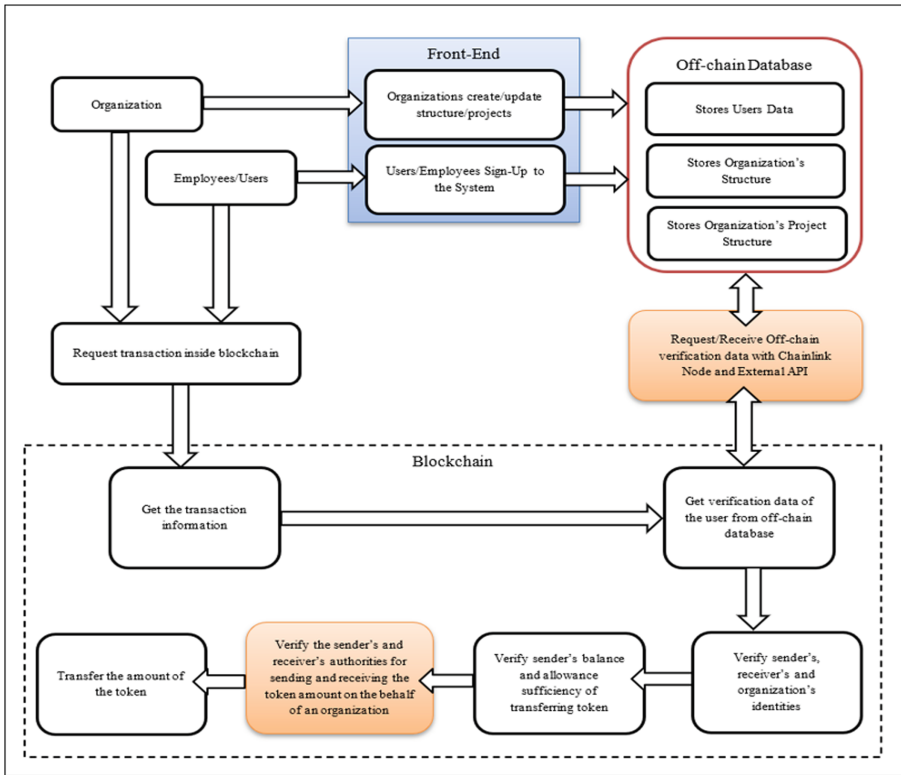 Front-End
Off-chain Database
Organization
Organizations create/update
structure/projects
Stores Users Data
Employees/Users
Users/Employees Sign-Up to
the System
Stores Organization's
Structure
Stores Organization's Project
Structure
Request transaction inside blockchain
Request/Receive Off-chain
verification data with Chainlink
Node and External API
Blockchain
Get the transaction
information
Get verification data of
the user from off-chain
database
Transfer the amount of
the token
Verify the sender's and
receiver's authorities for
sending and receiving the
token amount on the behalf
of an organization
Verify sender's balance
and allowance
sufficiency of
transferring token
Verify sender's,
receiver's and
organization's
identities